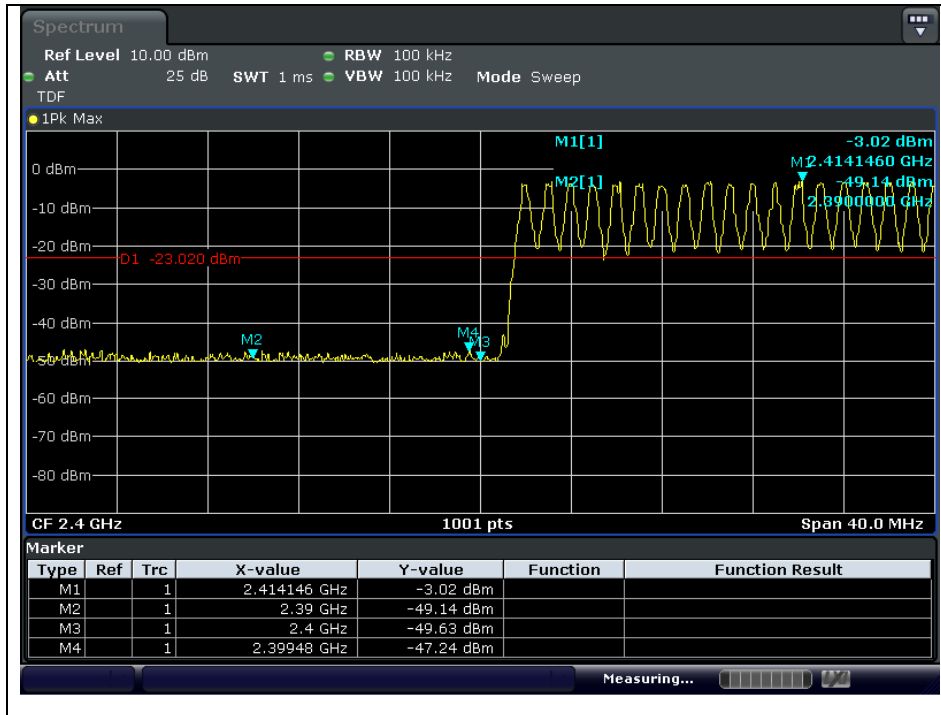 Spectrum
Ref Level 10.00 dBm RBW 100 kHz
Att 25 dB SWT 1 ms VBW 100 kHz Mode Sweep
TDF
1Pk Max
M1[1] -3.02 dBm
M1
2.4141460 GHz
0 dBm
M2[1] -49.14 dBm
2.3900000 GHz
-10 dBm
-20 dBm
D1 -23.020 dBm
-30 dBm
-40 dBm
M2
M4
M3
-50 dBm
-60 dBm
-70 dBm
-80 dBm
CF 2.4 GHz 1001 pts Span 40.0 MHz
Marker
Type Ref Trc X-value Y-value Function Function Result
M1 1 2.414146 GHz -3.02 dBm
M2 1 2.39 GHz -49.14 dBm
M3 1 2.4 GHz -49.63 dBm
M4 1 2.39948 GHz -47.24 dBm
Measuring...